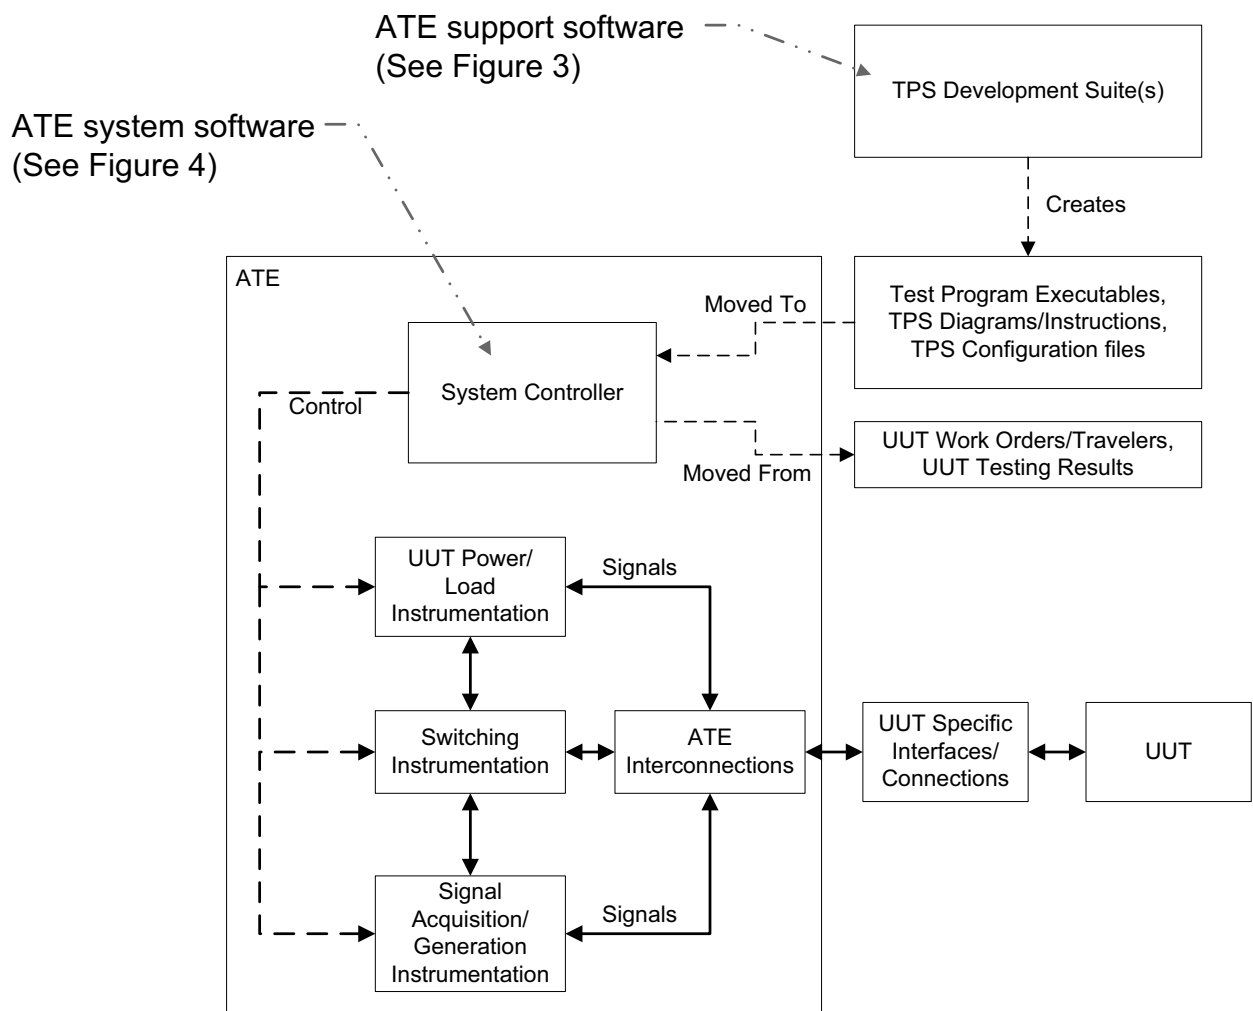 ATE support software
(See Figure 3)
TPS Development Suite(s)
ATE system software
(See Figure 4)
Creates
ATE
Moved To
Test Program Executables,
TPS Diagrams/Instructions,
TPS Configuration files
System Controller
Control
Moved From
UUT Work Orders/Travelers,
UUT Testing Results
UUT Power/
Load
Instrumentation
Signals
Switching
Instrumentation
ATE
Interconnections
UUT Specific
Interfaces/
Connections
UUT
Signal
Acquisition/
Generation
Instrumentation
Signals